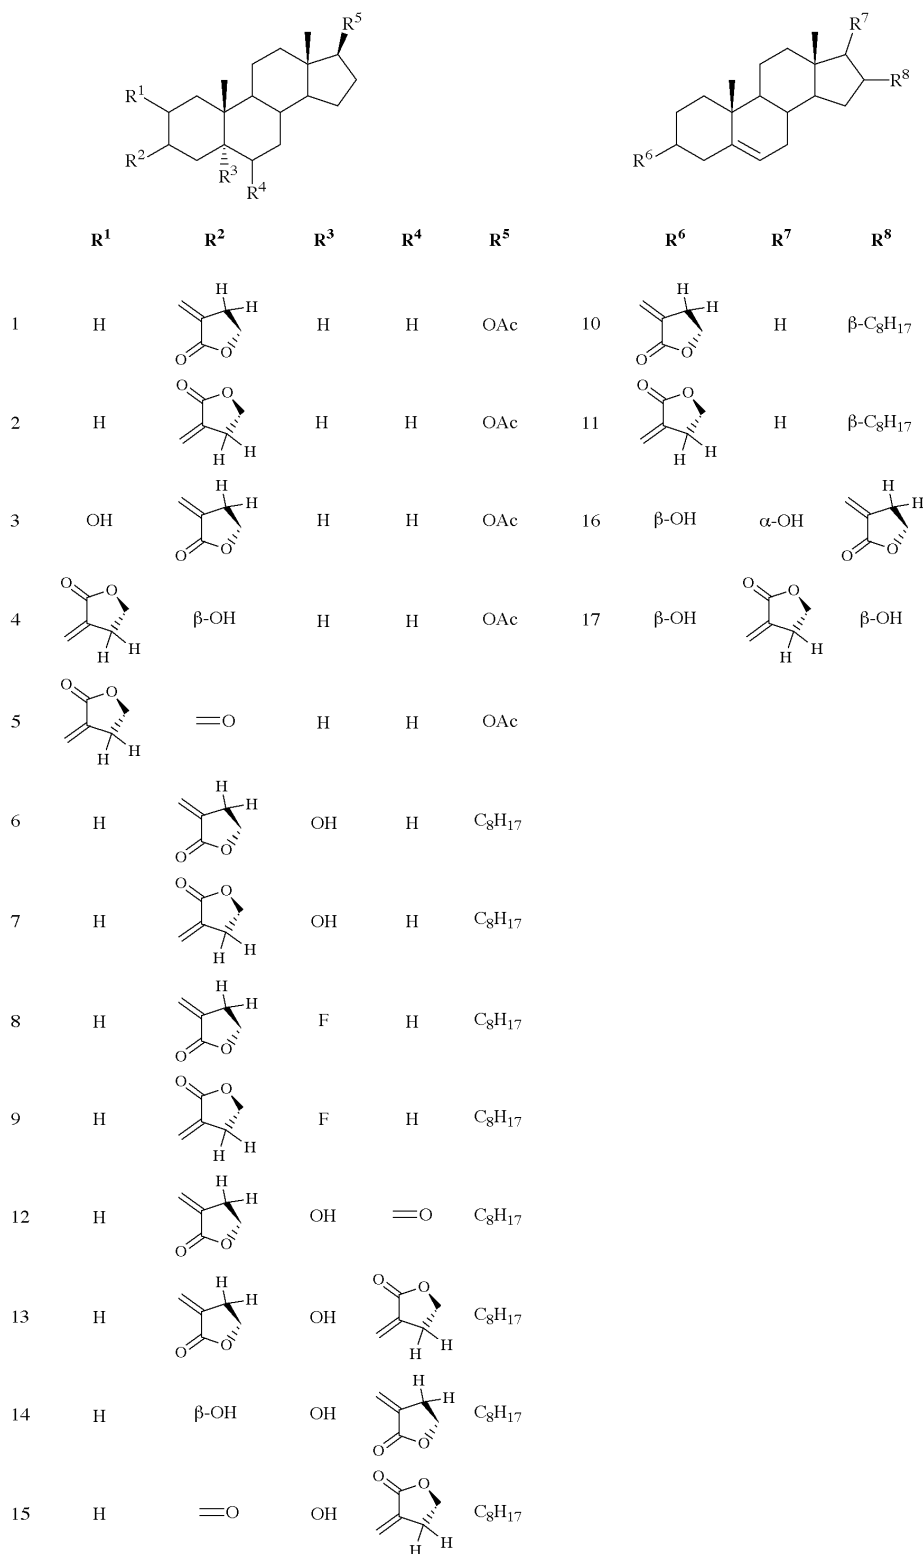 R⁵ R⁷
R¹ R⁸
R² R³ R⁴ R⁶
R¹ R² R³ R⁴ R⁵ R⁶ R⁷ R⁸
1 H H H O O H H OAc 10 H H O O H β-C₈H₁₇
2 H O O H H H H OAc 11 O O H H H β-C₈H₁₇
3 OH H H O O H H OAc 16 β-OH α-OH H H O O
4 O O H H β-OH H H OAc 17 β-OH O O H H β-OH
5 O O H H O H H OAc
6 H H H O O OH H C₈H₁₇
7 H O O H H OH H C₈H₁₇
8 H H H O O F H C₈H₁₇
9 H O O H H F H C₈H₁₇
12 H H H O O OH O C₈H₁₇
13 H H H O O OH O O H H C₈H₁₇
14 H β-OH OH H H O O C₈H₁₇
15 H O OH O O H H C₈H₁₇